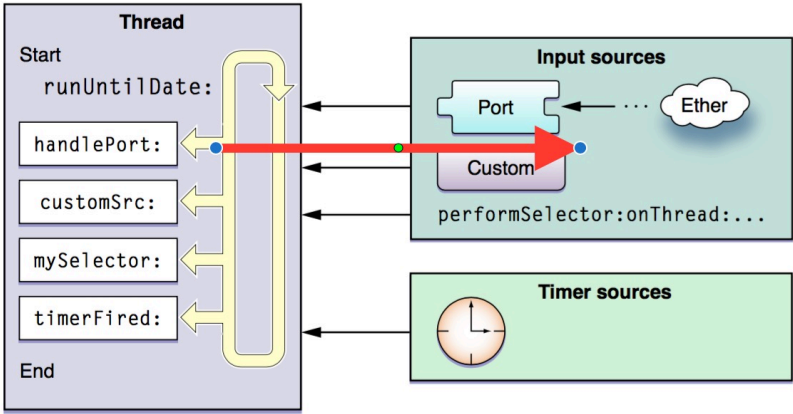 Thread
Start
runUntilDate:
handlePort:
customSrc:
mySelector:
timerFired:
End
Input sources
Port
...
Ether
Custom
performSelector:onThread:...
Timer sources